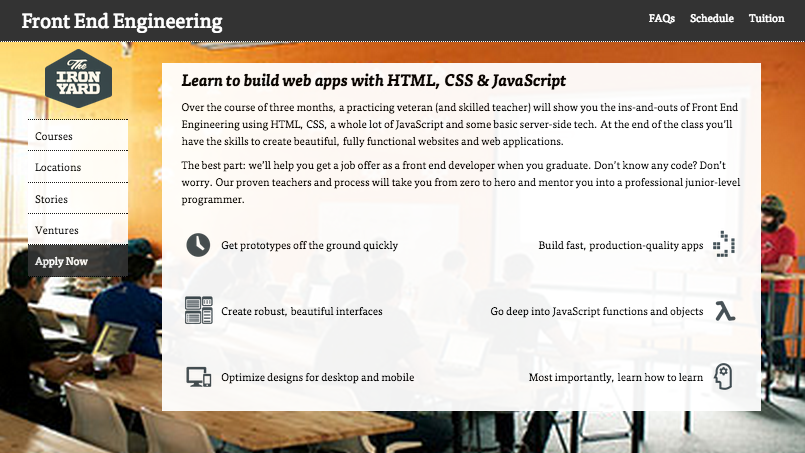 Front End Engineering
FAQs Schedule Tuition
The
IRON
YARD
Courses
Locations
Stories
Ventures
Apply Now
Learn to build web apps with HTML, CSS & JavaScript
Over the course of three months, a practicing veteran (and skilled teacher) will show you the ins-and-outs of Front End
Engineering using HTML, CSS, a whole lot of JavaScript and some basic server-side tech. At the end of the class you'll
have the skills to create beautiful, fully functional websites and web applications.
The best part: we'll help you get a job offer as a front end developer when you graduate. Don't know any code? Don't
worry. Our proven teachers and process will take you from zero to hero and mentor you into a professional junior-level
programmer.
Get prototypes off the ground quickly
Build fast, production-quality apps
Create robust, beautiful interfaces
Go deep into JavaScript functions and objects
λ
Optimize designs for desktop and mobile
Most importantly, learn how to learn